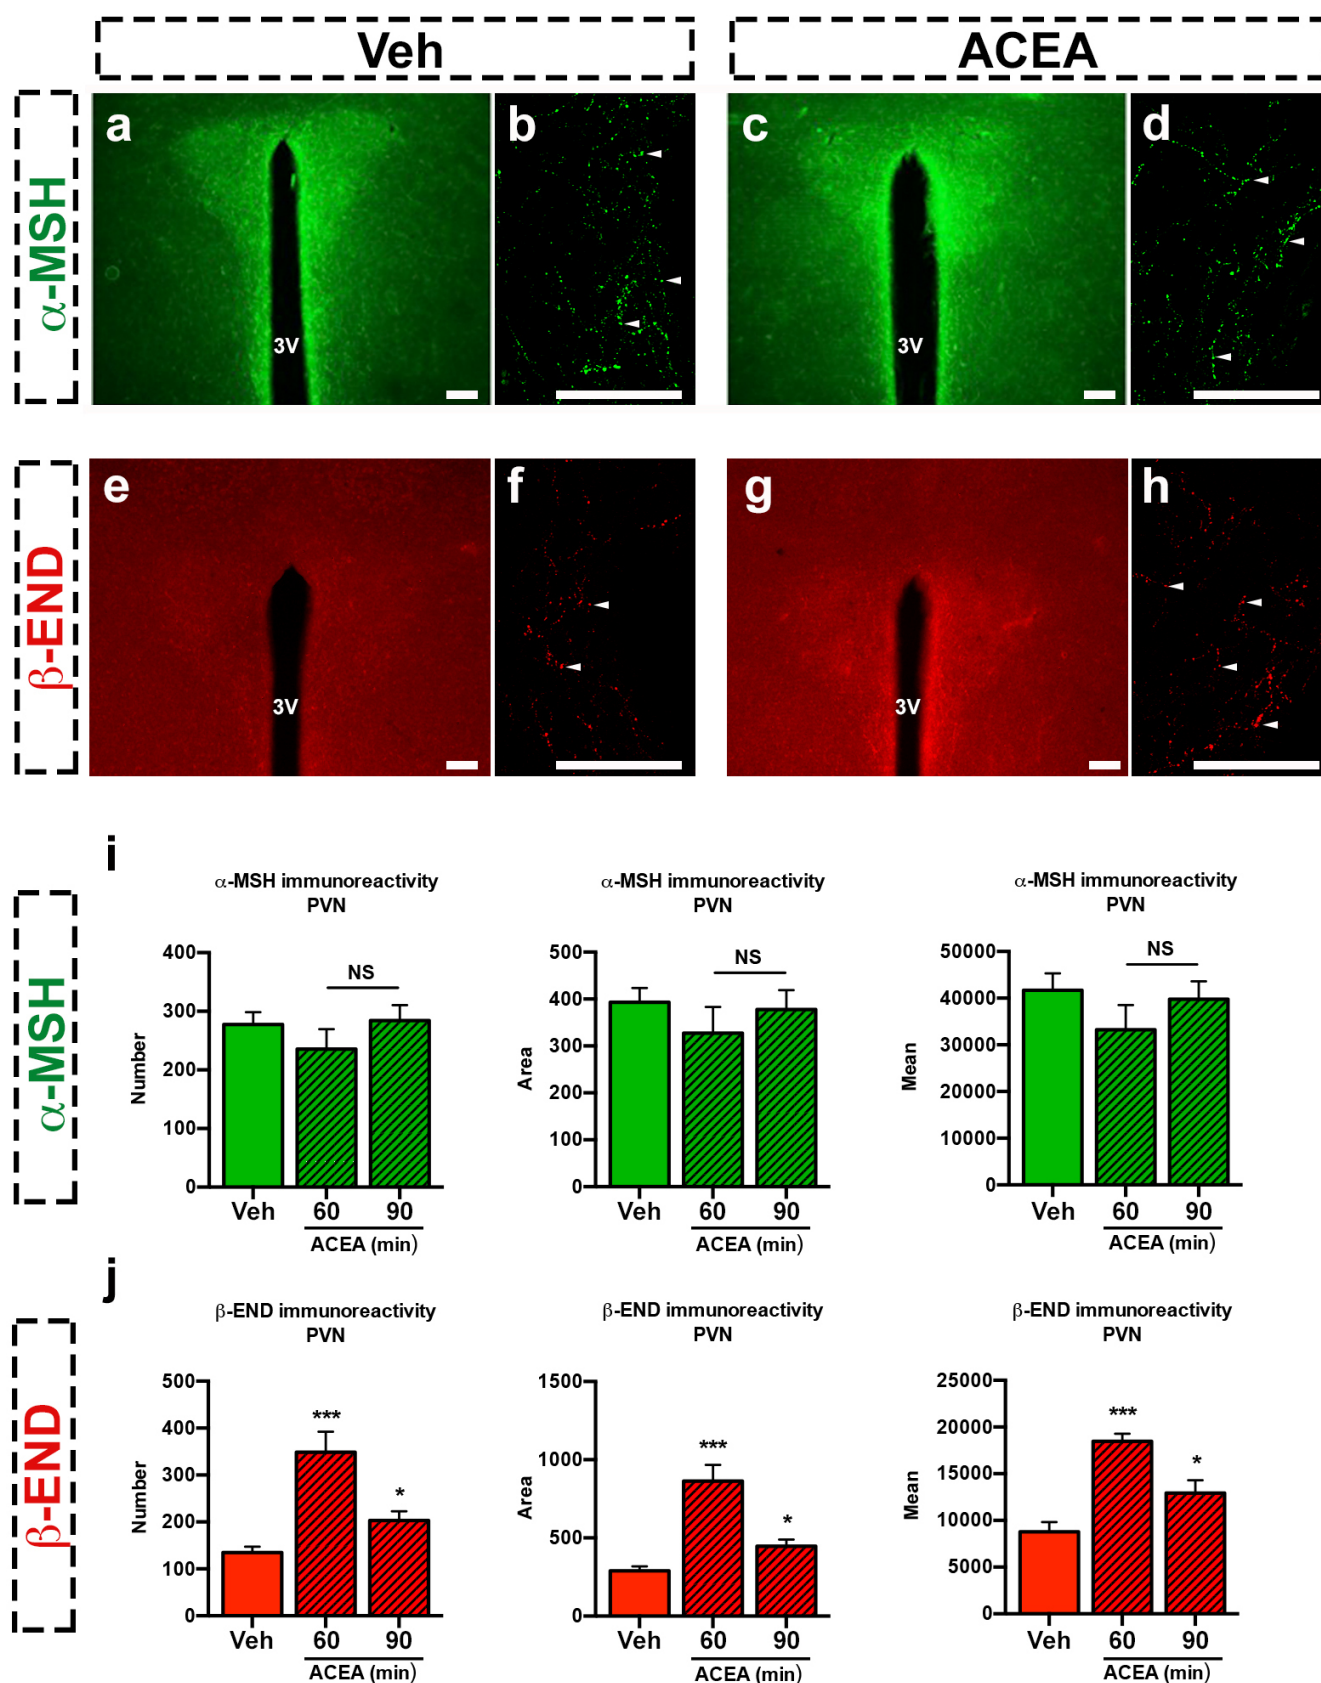 Veh
ACEA
α-MSH
a
3V
b
c
3V
d
β-END
e
3V
f
g
3V
h
i
α-MSH
α-MSH immunoreactivity
PVN
400
300
200
100
0
Number
NS
Veh
60
90
ACEA (min)
α-MSH immunoreactivity
PVN
500
400
300
200
100
0
Area
NS
Veh
60
90
ACEA (min)
α-MSH immunoreactivity
PVN
50000
40000
30000
20000
10000
0
Mean
NS
Veh
60
90
ACEA (min)
j
β-END
β-END immunoreactivity
PVN
500
400
300
200
100
0
Number
***
*
Veh
60
90
ACEA (min)
β-END immunoreactivity
PVN
1500
1000
500
0
Area
***
*
Veh
60
90
ACEA (min)
β-END immunoreactivity
PVN
25000
20000
15000
10000
5000
0
Mean
***
*
Veh
60
90
ACEA (min)